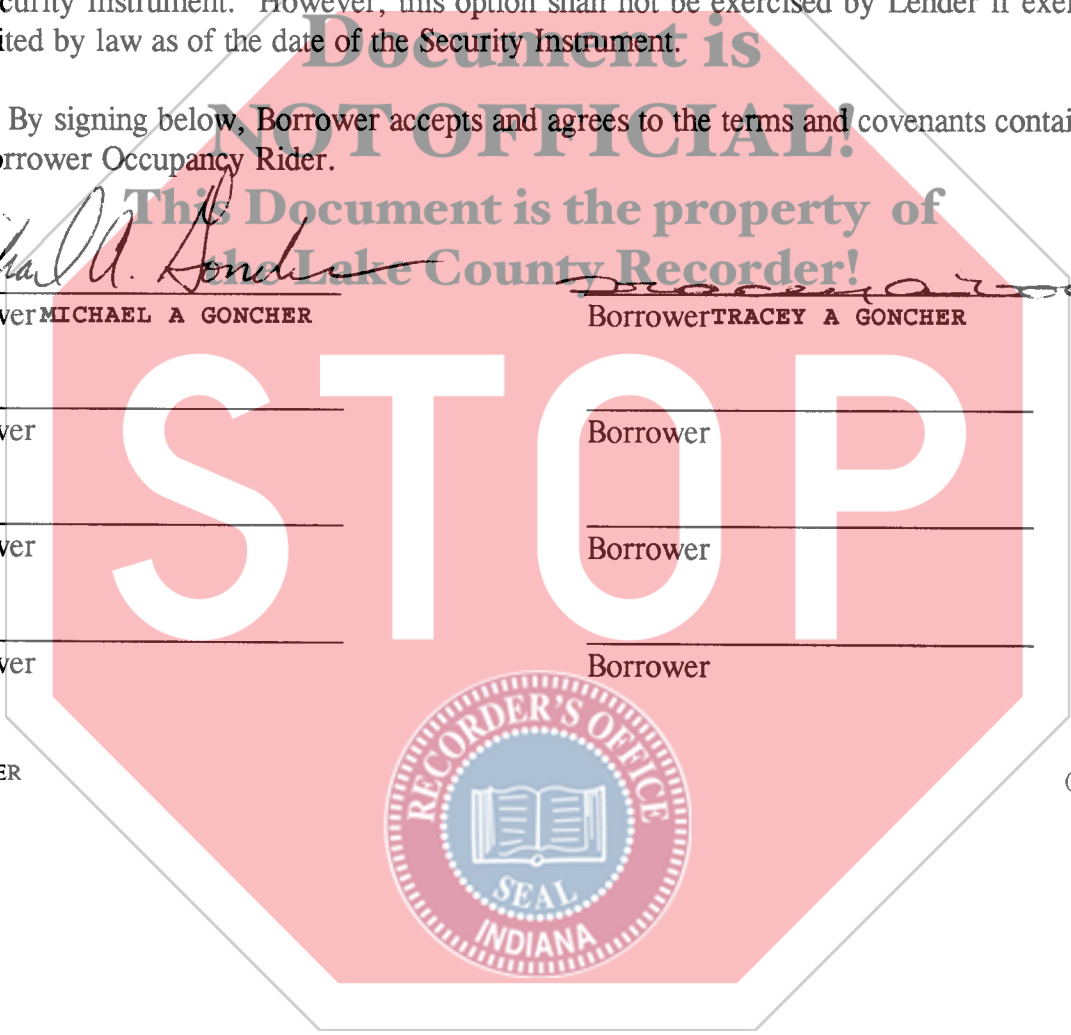 curity Instrument. However, this option shall not be exercised by Lender if exer
ited by law as of the date of the Security Instrument.
Document is
NOT OFFICIAL!
By signing below, Borrower accepts and agrees to the terms and covenants contai
orrower Occupancy Rider.
This Document is the property of
the Lake County Recorder!
ver MICHAEL A GONCHER
Borrower TRACEY A GONCHER
STOP
ver
Borrower
ver
Borrower
ver
Borrower
ER
(
RECORDER'S OFFICE
SEAL
INDIANA